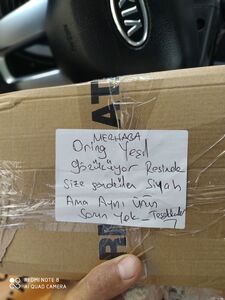 KIA
MERHABA
Oring Yeşil
gözüküyor Resimde
size gönderilen Siyah
Ama Aynı Ürün
Sorun yok Teşekkürler
REDMI NOTE 8
AI QUAD CAMERA